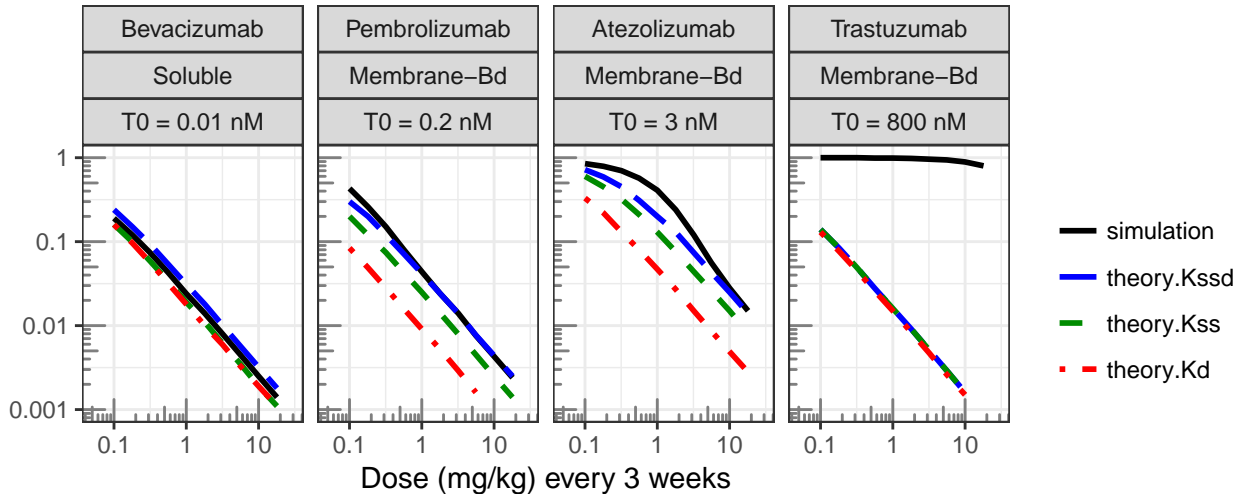 Bevacizumab
Pembrolizumab
Atezolizumab
Trastuzumab
Soluble
Membrane−Bd
Membrane−Bd
Membrane−Bd
T0 = 0.01 nM
T0 = 0.2 nM
T0 = 3 nM
T0 = 800 nM
1
0.1
0.01
0.001
0.1 1 10
0.1 1 10
0.1 1 10
0.1 1 10
Dose (mg/kg) every 3 weeks
simulation
theory.Kssd
theory.Kss
theory.Kd